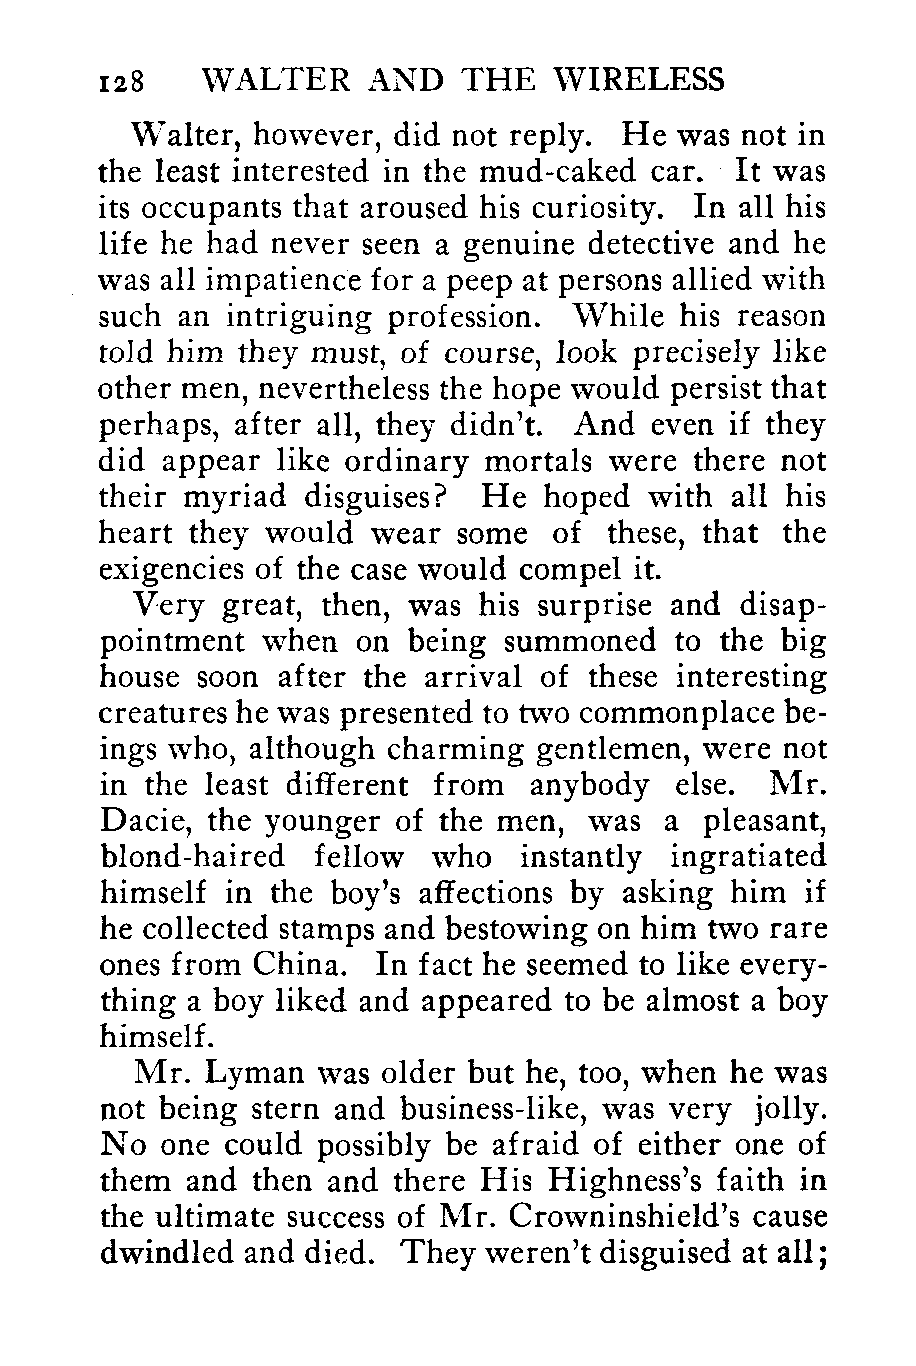 128 WALTER AND THE WIRELESS
Walter, however, did not reply. He was not in
the least interested in the mud-caked car. It was
its occupants that aroused his curiosity. In all his
life he had never seen a genuine detective and he
was all impatience for a peep at persons allied with
such an intriguing profession. While his reason
told him they must, of course, look precisely like
other men, nevertheless the hope would persist that
perhaps, after all, they didn't. And even if they
did appear like ordinary mortals were there not
their myriad disguises? He hoped with all his
heart they would wear some of these, that the
exigencies of the case would compel it.
Very great, then, was his surprise and disap-
pointment when on being summoned to the big
house soon after the arrival of these interesting
creatures he was presented to two commonplace be-
ings who, although charming gentlemen, were not
in the least different from anybody else. Mr.
Dacie, the younger of the men, was a pleasant,
blond-haired fellow who instantly ingratiated
himself in the boy's affections by asking him if
he collected stamps and bestowing on him two rare
ones from China. In fact he seemed to like every-
thing a boy liked and appeared to be almost a boy
himself.
Mr. Lyman was older but he, too, when he was
not being stern and business-like, was very jolly.
No one could possibly be afraid of either one of
them and then and there His Highness's faith in
the ultimate success of Mr. Crowninshield's cause
dwindled and died. They weren't disguised at all;